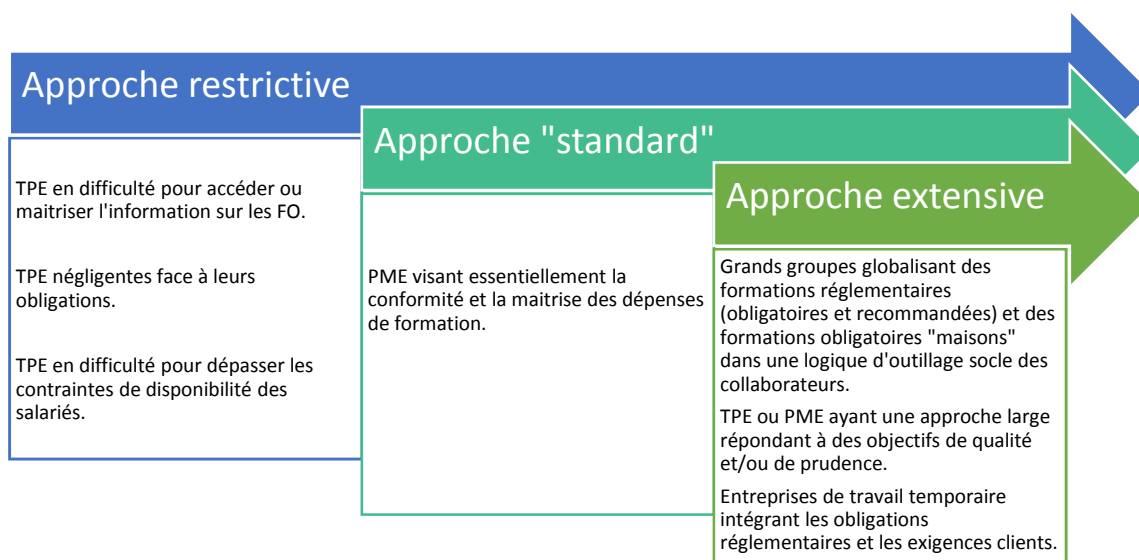 Approche restrictive
TPE en difficulté pour accéder ou
maitriser l'information sur les FO.
TPE négligentes face à leurs
obligations.
TPE en difficulté pour dépasser les
contraintes de disponibilité des
salariés.
Approche "standard"
PME visant essentiellement la
conformité et la maitrise des dépenses
de formation.
Approche extensive
Grands groupes globalisant des
formations réglementaires
(obligatoires et recommandées) et des
formations obligatoires "maisons"
dans une logique d'outillage socle des
collaborateurs.
TPE ou PME ayant une approche large
répondant à des objectifs de qualité
et/ou de prudence.
Entreprises de travail temporaire
intégrant les obligations
réglementaires et les exigences clients.